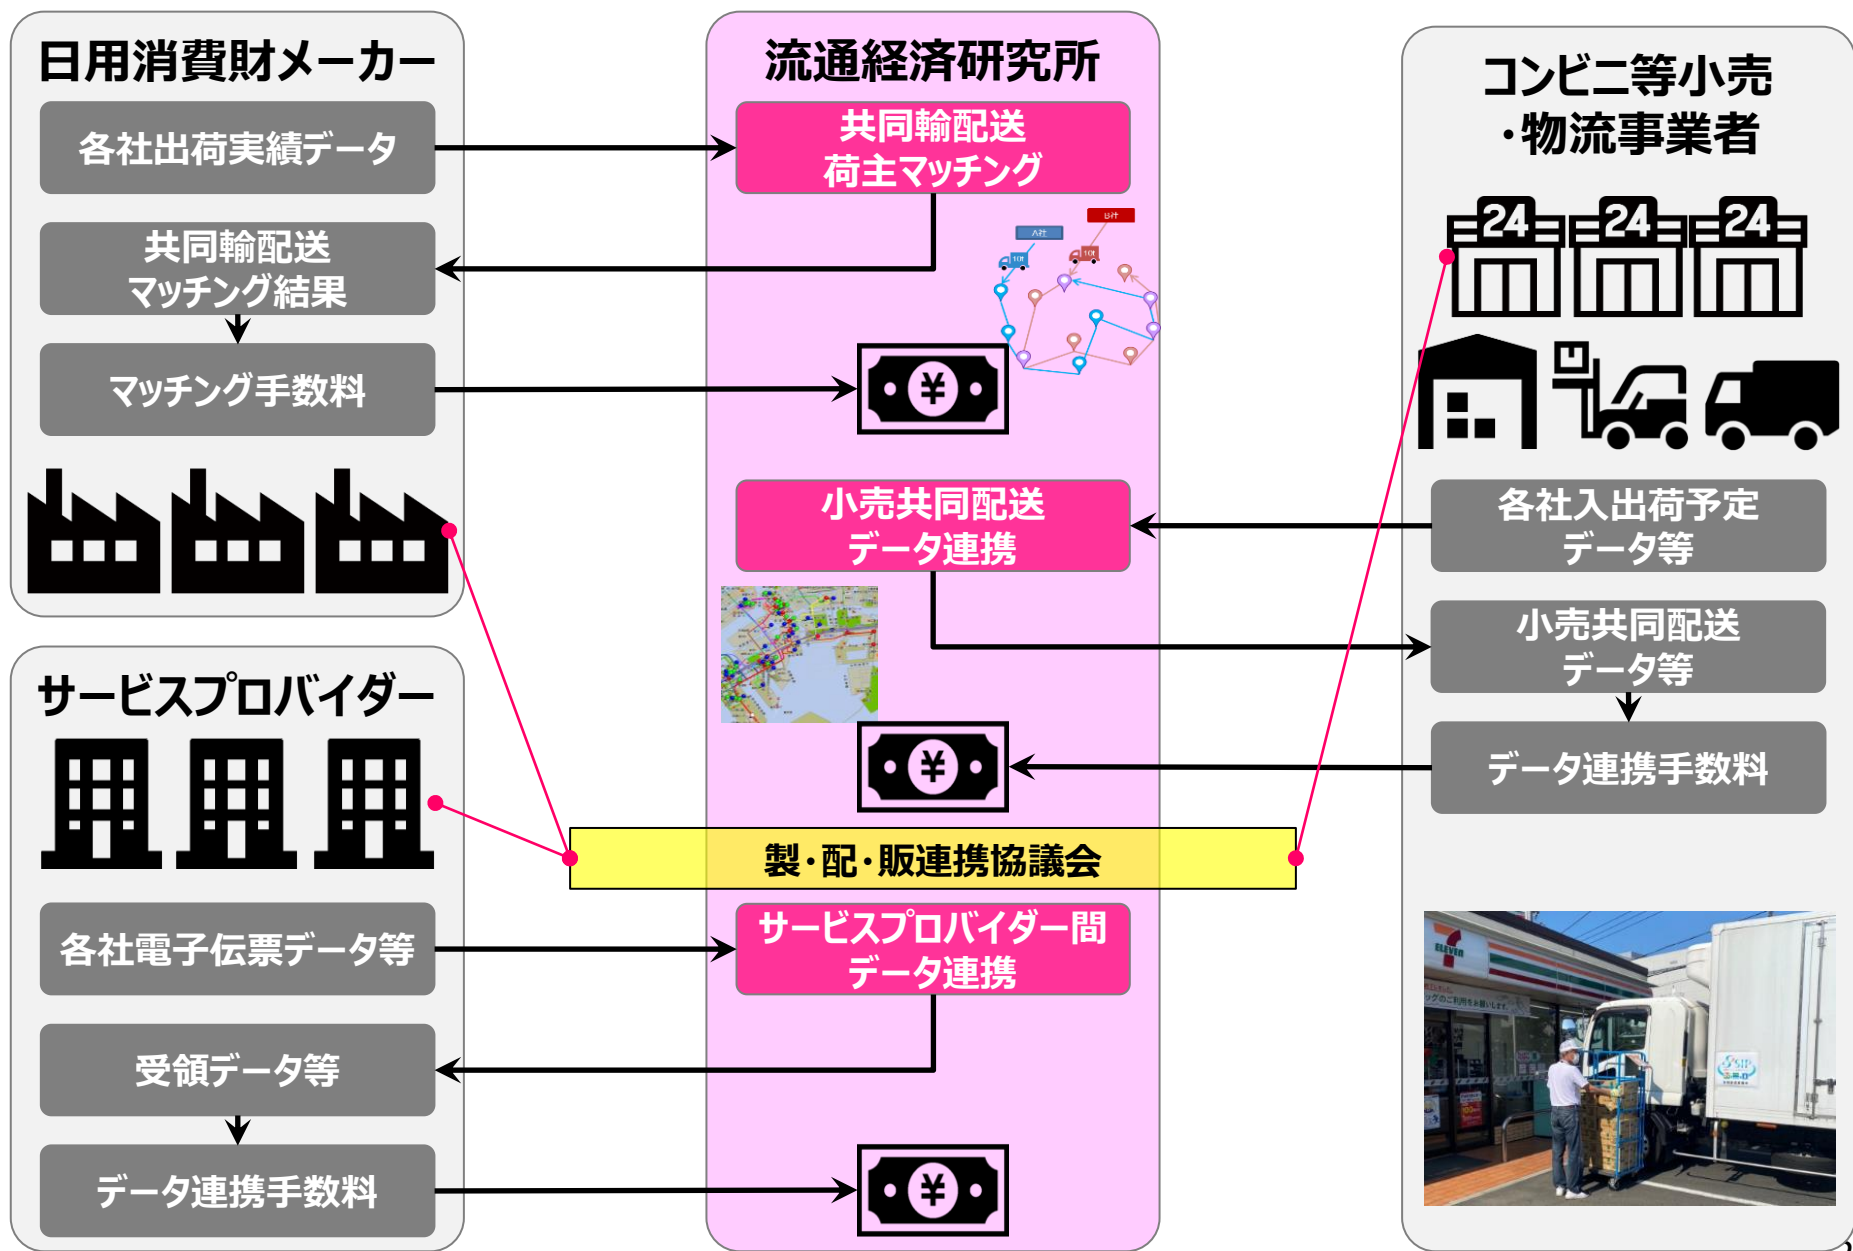 日用消費財メーカー
各社出荷実績データ
共同輸配送
マッチング結果
マッチング手数料
サービスプロバイダー
各社電子伝票データ等
受領データ等
データ連携手数料
流通経済研究所
共同輸配送
荷主マッチング
A社
B社
10t
10t
¥
小売共同配送
データ連携
¥
製・配・販連携協議会
サービスプロバイダー間
データ連携
¥
コンビニ等小売
・物流事業者
24
24
24
各社入出荷予定
データ等
小売共同配送
データ等
データ連携手数料
ELEVEN
SIP